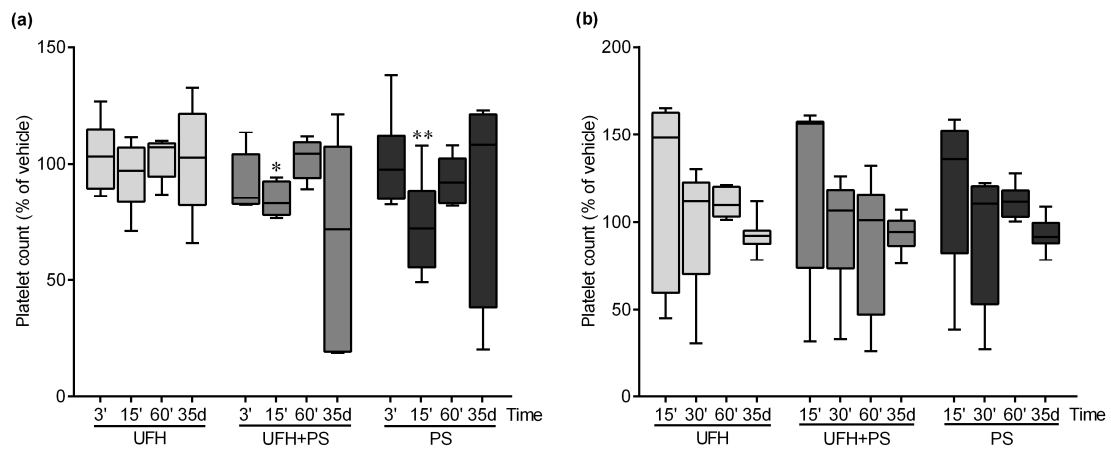 (a)
Platelet count (% of vehicle)
150
100
50
0
*
**
3' 15' 60' 35d 3' 15' 60' 35d 3' 15' 60' 35d Time
UFH UFH+PS PS
(b)
Platelet count (% of vehicle)
200
150
100
50
0
15' 30' 60' 35d 15' 30' 60' 35d 15' 30' 60' 35d Time
UFH UFH+PS PS